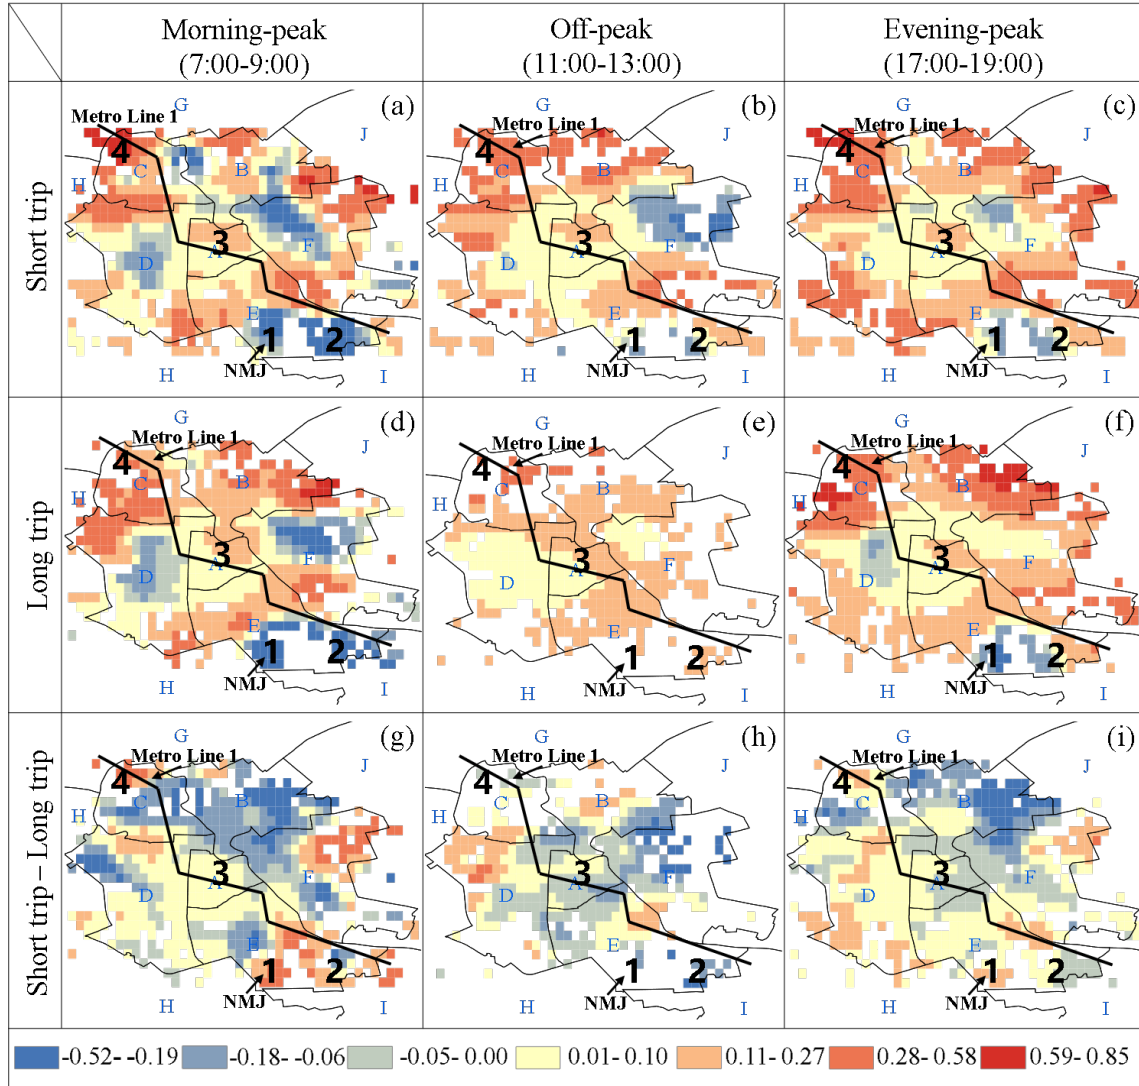 Morning-peak
(7:00-9:00)
Off-peak
(11:00-13:00)
Evening-peak
(17:00-19:00)
Short trip
(a)
G
J
Metro Line 1
4
C
B
H
3
A
F
D
E
1
2
NMJ
H
I
(b)
G
J
Metro Line 1
4
C
B
H
3
A
F
D
E
1
2
NMJ
H
I
(c)
G
J
Metro Line 1
4
C
B
H
3
A
F
D
E
1
2
NMJ
H
I
Long trip
(d)
G
J
Metro Line 1
4
C
B
H
3
A
F
D
E
1
2
NMJ
H
I
(e)
G
J
Metro Line 1
4
C
B
H
3
A
F
D
E
1
2
NMJ
H
I
(f)
G
J
Metro Line 1
4
C
B
H
3
A
F
D
E
1
2
NMJ
H
I
Short trip – Long trip
(g)
G
J
Metro Line 1
4
C
B
H
3
A
F
D
E
1
2
NMJ
H
I
(h)
G
J
Metro Line 1
4
C
B
H
3
A
F
D
E
1
2
NMJ
H
I
(i)
G
J
Metro Line 1
4
C
B
H
3
A
F
D
E
1
2
NMJ
H
I
-0.52- -0.19
-0.18- -0.06
-0.05- 0.00
0.01- 0.10
0.11- 0.27
0.28- 0.58
0.59- 0.85